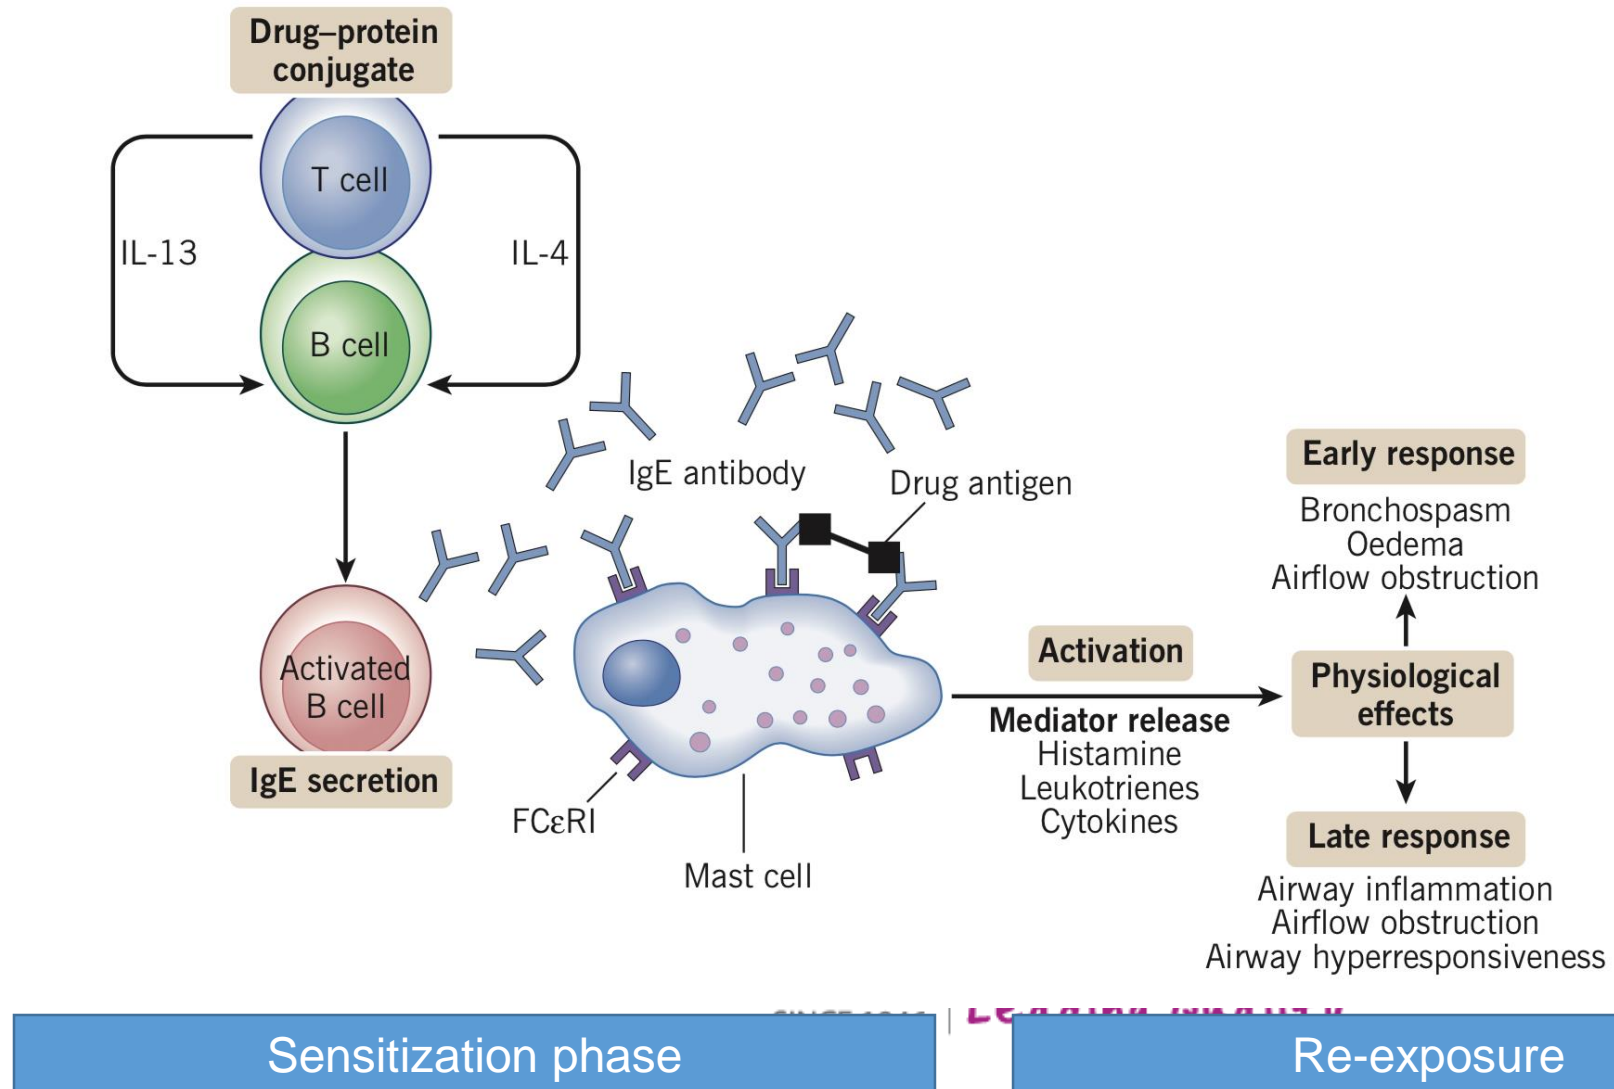 Drug–protein
conjugate
T cell
IL-13
IL-4
B cell
IgE antibody
Drug antigen
Early response
Bronchospasm
Oedema
Airflow obstruction
Activated
B cell
IgE secretion
FCεRI
Mast cell
Activation
Mediator release
Histamine
Leukotrienes
Cytokines
Physiological
effects
Late response
Airway inflammation
Airflow obstruction
Airway hyperresponsiveness
Sensitization phase
Re-exposure